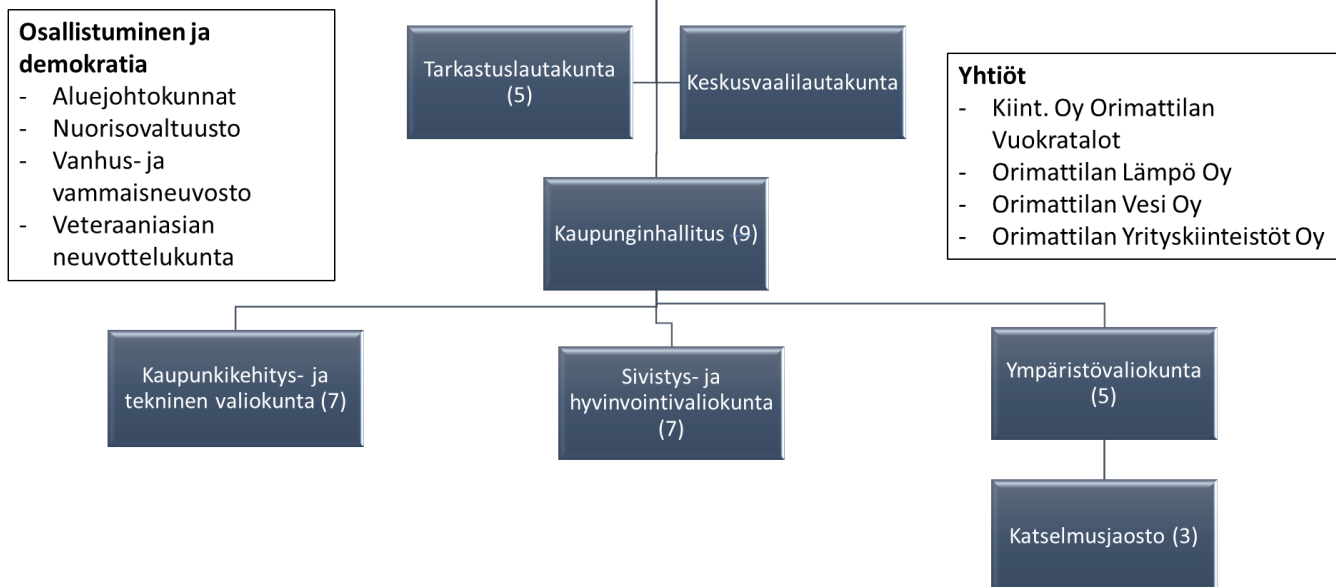 Osallistuminen ja
demokratia
- Aluejohtokunnat
- Nuorisovaltuusto
- Vanhus- ja
vammaisneuvosto
- Veteraaniasian
neuvottelukunta
Tarkastuslautakunta
(5)
Keskusvaalilautakunta
Yhtiöt
- Kiint. Oy Orimattilan
Vuokratalot
- Orimattilan Lämpö Oy
- Orimattilan Vesi Oy
- Orimattilan Yrityskiinteistöt Oy
Kaupunginhallitus (9)
Kaupunkikehitys- ja
tekninen valiokunta (7)
Sivistys- ja
hyvinvointivaliokunta
(7)
Ympäristövaliokunta
(5)
Katselmusjaosto (3)